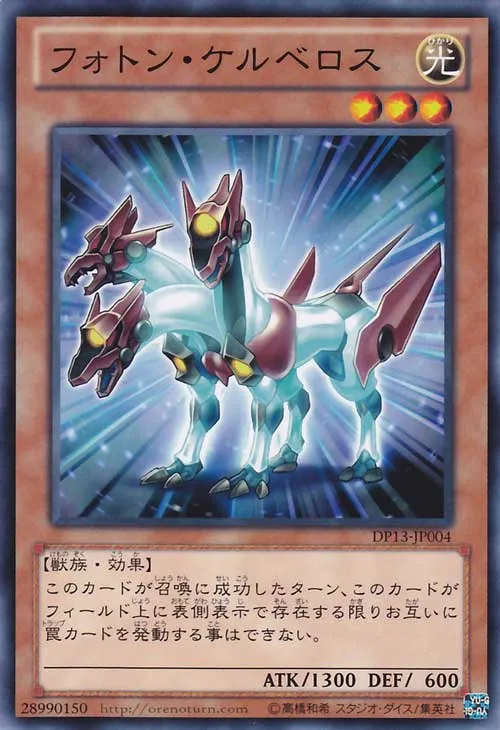 フォトン・ケルベロス
ひかり
光
DP13-JP004
【獣族・効果】
このカードが召喚に成功したターン、このカードが
フィールド上に表側表示で存在する限りお互いに
罠カードを発動する事はできない。
ATK/1300 DEF/ 600
28990150 http://orenoturn.com ©高橋和希 スタジオ・ダイス/集英社